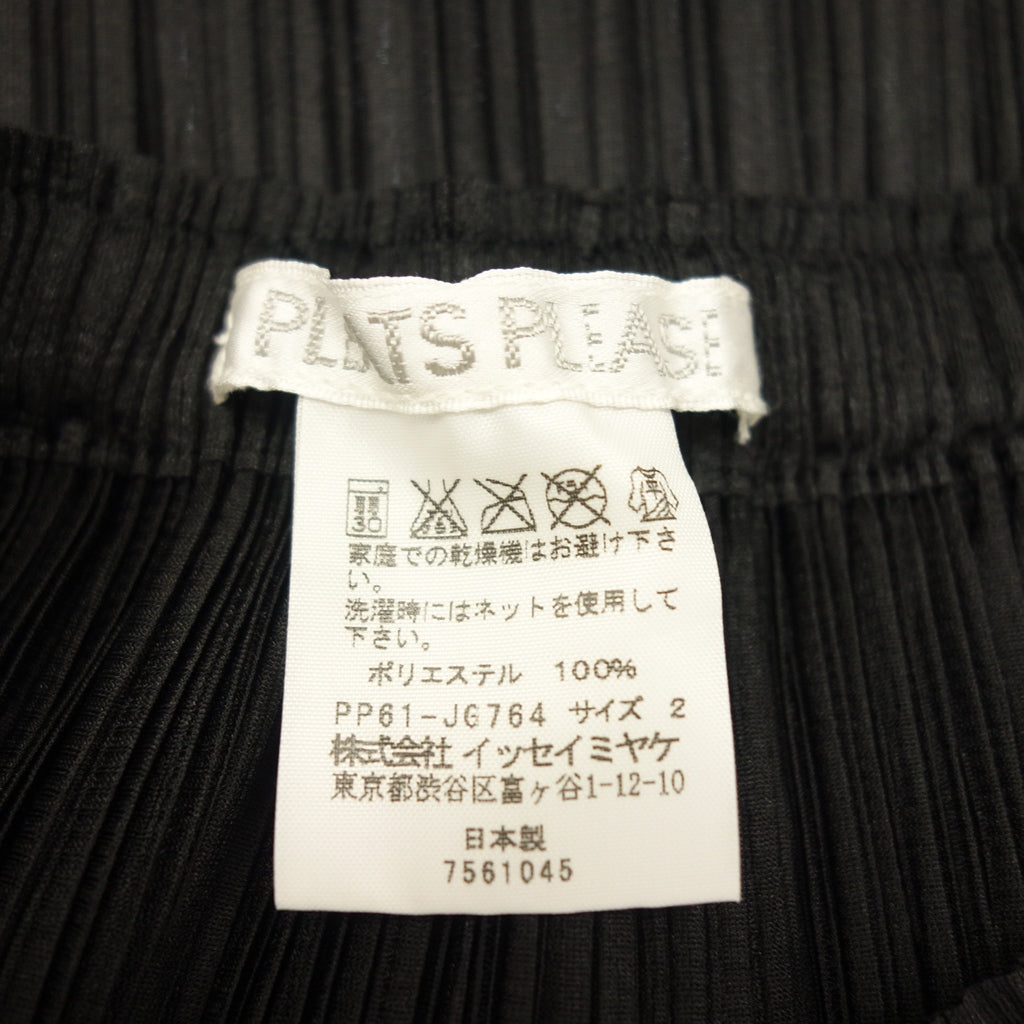 PLEATS PLEASE
弱
30
家庭での乾燥機はお避け下さ
い。
洗濯時にはネットを使用して
下さい。
ポリエステル 100%
PP61-JG764 サイズ 2
株式会社 イッセイミヤケ
東京都渋谷区富ヶ谷1-12-10
日本製
7561045